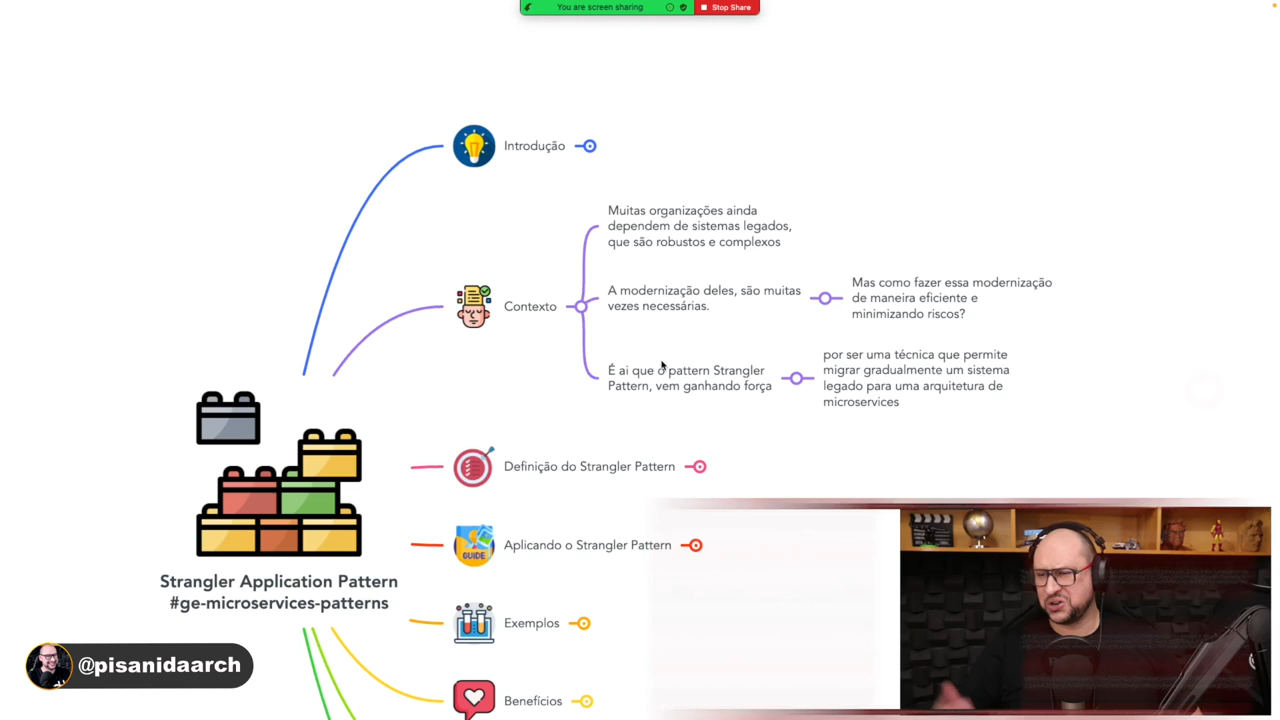 You are screen sharing
Stop Share
Introdução
Muitas organizações ainda
dependem de sistemas legados,
que são robustos e complexos
Contexto
A modernização deles, são muitas
vezes necessárias.
Mas como fazer essa modernização
de maneira eficiente e
minimizando riscos?
É ai que o pattern Strangler
Pattern, vem ganhando força
por ser uma técnica que permite
migrar gradualmente um sistema
legado para uma arquitetura de
microservices
Definição do Strangler Pattern
GUIDE
Aplicando o Strangler Pattern
Strangler Application Pattern
#ge-microservices-patterns
Exemplos
@pisanidaarch
Benefícios